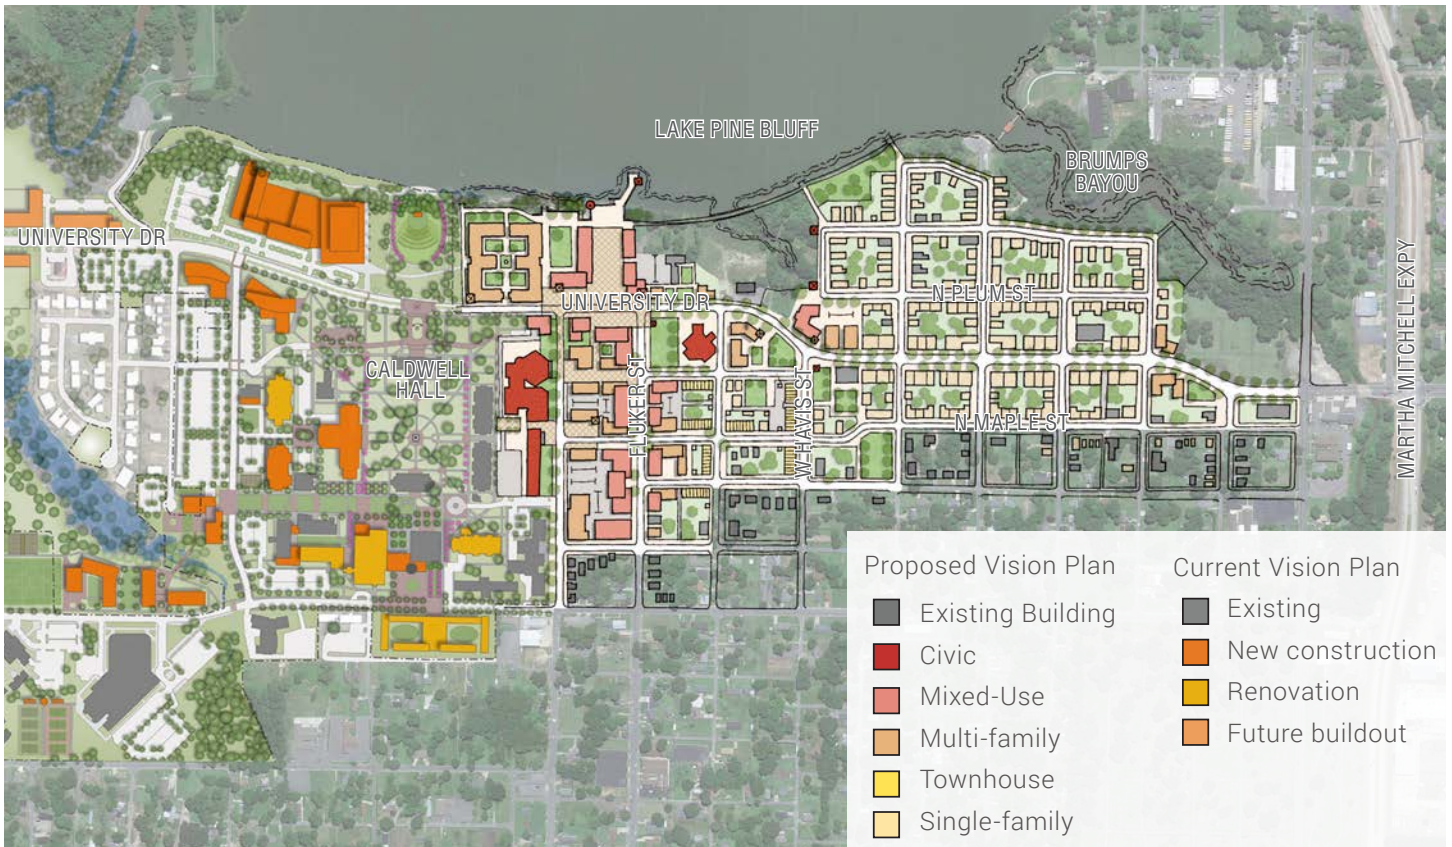 LAKE PINE BLUFF
BRUMPS
BAYOU
UNIVERSITY DR
MARTHA MITCHELL EXPY
UNIVERSITY DR
N PLUM ST
CALDWELL
HALL
FLUKER ST
W HAVIS ST
N MAPLE ST
Proposed Vision Plan
Existing Building
Civic
Mixed-Use
Multi-family
Townhouse
Single-family
Current Vision Plan
Existing
New construction
Renovation
Future buildout